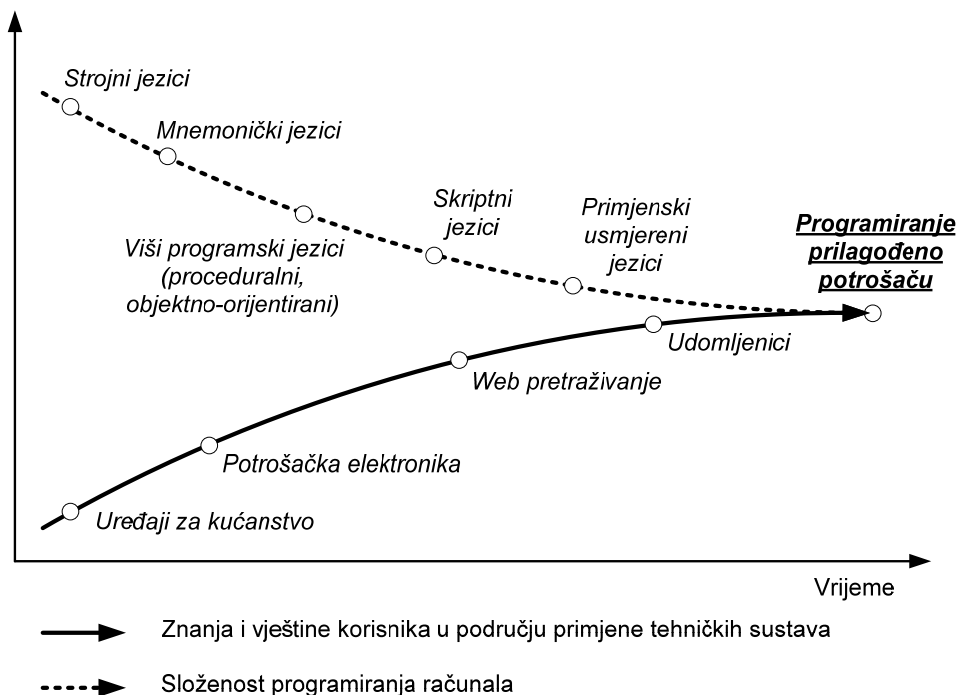 Strojni jezici
Mnemonički jezici
Viši programski jezici
(proceduralni,
objektno-orijentirani)
Skriptni
jezici
Primjenski
usmjereni
jezici
Programiranje
prilagođeno
potrošaču
Udomljenici
Web pretraživanje
Potrošačka elektronika
Uređaji za kućanstvo
Vrijeme
Znanja i vještine korisnika u području primjene tehničkih sustava
Složenost programiranja računala